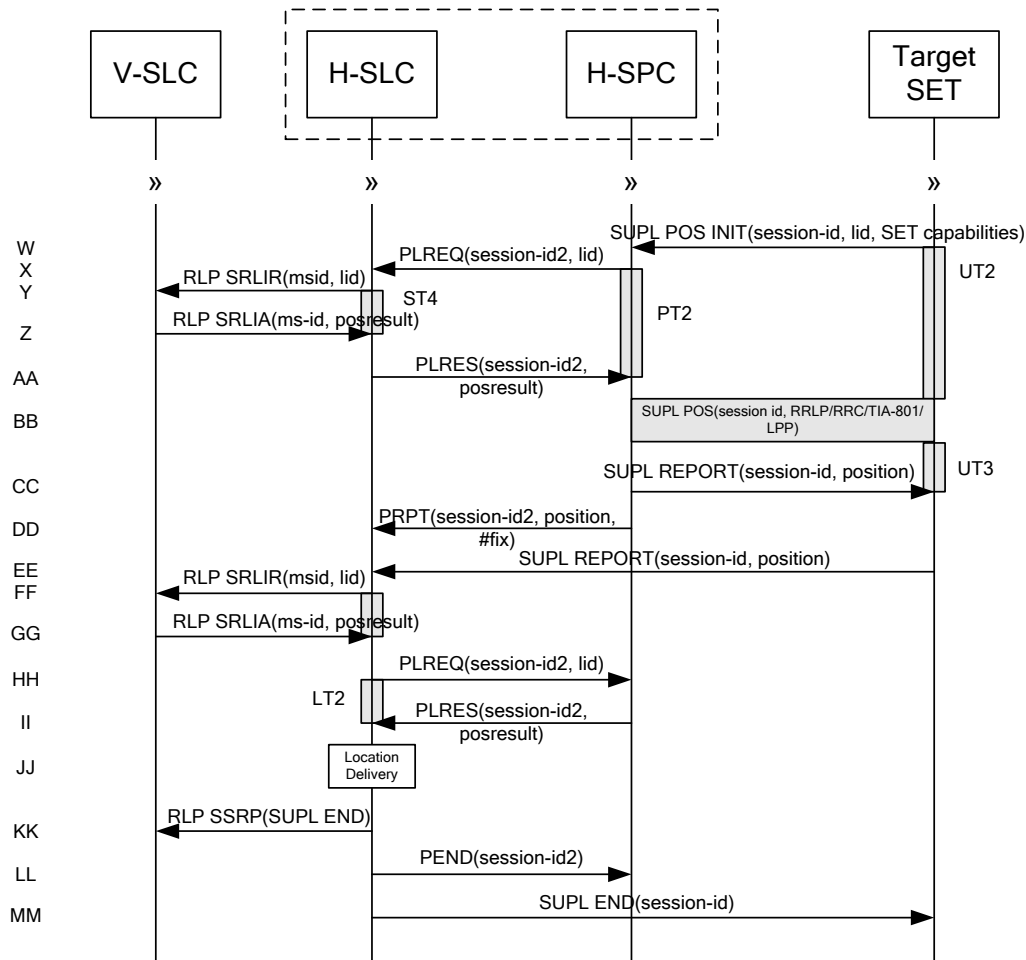 V-SLC
H-SLC
H-SPC
Target
SET
»
»
»
»
W
SUPL POS INIT(session-id, lid, SET capabilities)
X
PLREQ(session-id2, lid)
UT2
Y
RLP SRLIR(msid, lid)
ST4
PT2
Z
RLP SRLIA(ms-id, posresult)
AA
PLRES(session-id2,
posresult)
BB
SUPL POS(session id, RRLP/RRC/TIA-801/
LPP)
UT3
CC
SUPL REPORT(session-id, position)
DD
PRPT(session-id2, position,
#fix)
EE
SUPL REPORT(session-id, position)
FF
RLP SRLIR(msid, lid)
GG
RLP SRLIA(ms-id, posresult)
HH
PLREQ(session-id2, lid)
LT2
II
PLRES(session-id2,
posresult)
JJ
Location
Delivery
KK
RLP SSRP(SUPL END)
LL
PEND(session-id2)
MM
SUPL END(session-id)